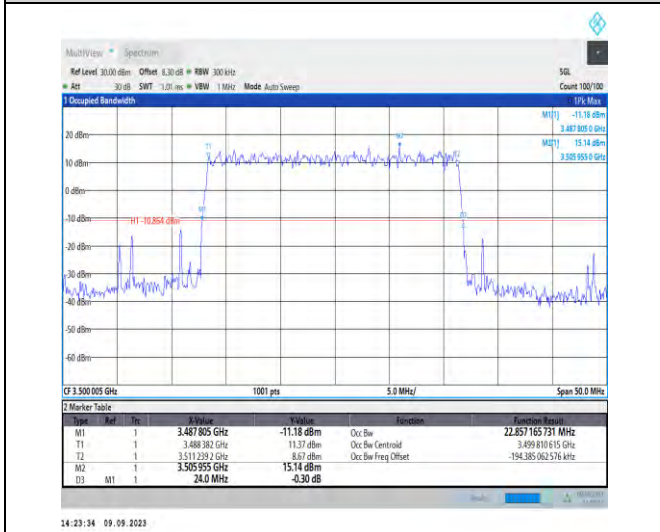 MultiView Spectrum
Ref Level 30.00 dBm Offset 8.30 dB RBW 300 kHz SGL
Att 30 dB SWT 1.01 ms VBW 1 MHz Mode Auto Sweep Count 100/100
1 Occupied Bandwidth 1Pk Max
M1[1] -11.18 dBm
3.487 805 0 GHz
M2[1] 15.14 dBm
3.505 955 0 GHz
20 dBm
T1 M2 T2
10 dBm
0 dBm
M1
-10 dBm H1 -10.864 dBm D3
-20 dBm
-30 dBm
-40 dBm
-50 dBm
-60 dBm
CF 3.500 005 GHz 1001 pts 5.0 MHz/ Span 50.0 MHz
2 Marker Table
Type Ref Trc X-Value Y-Value Function Function Result
M1 1 3.487 805 GHz -11.18 dBm Occ Bw 22.857 165 731 MHz
T1 1 3.488 382 GHz 11.37 dBm Occ Bw Centroid 3.499 810 615 GHz
T2 1 3.511 239 2 GHz 8.67 dBm Occ Bw Freq Offset -194.385 062 576 kHz
M2 1 3.505 955 GHz 15.14 dBm
D3 M1 1 24.0 MHz -0.30 dB
14:23:34 09.09.2023